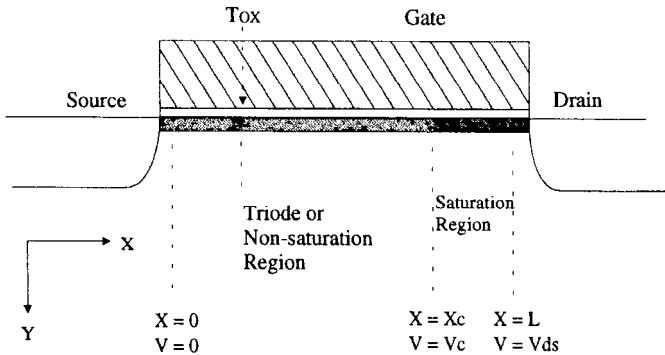 Tox
Gate
Source
Drain
Triode or
Non-saturation
Region
Saturation
Region
X
Y
X = 0
V = 0
X = Xc
V = Vc
X = L
V = Vds